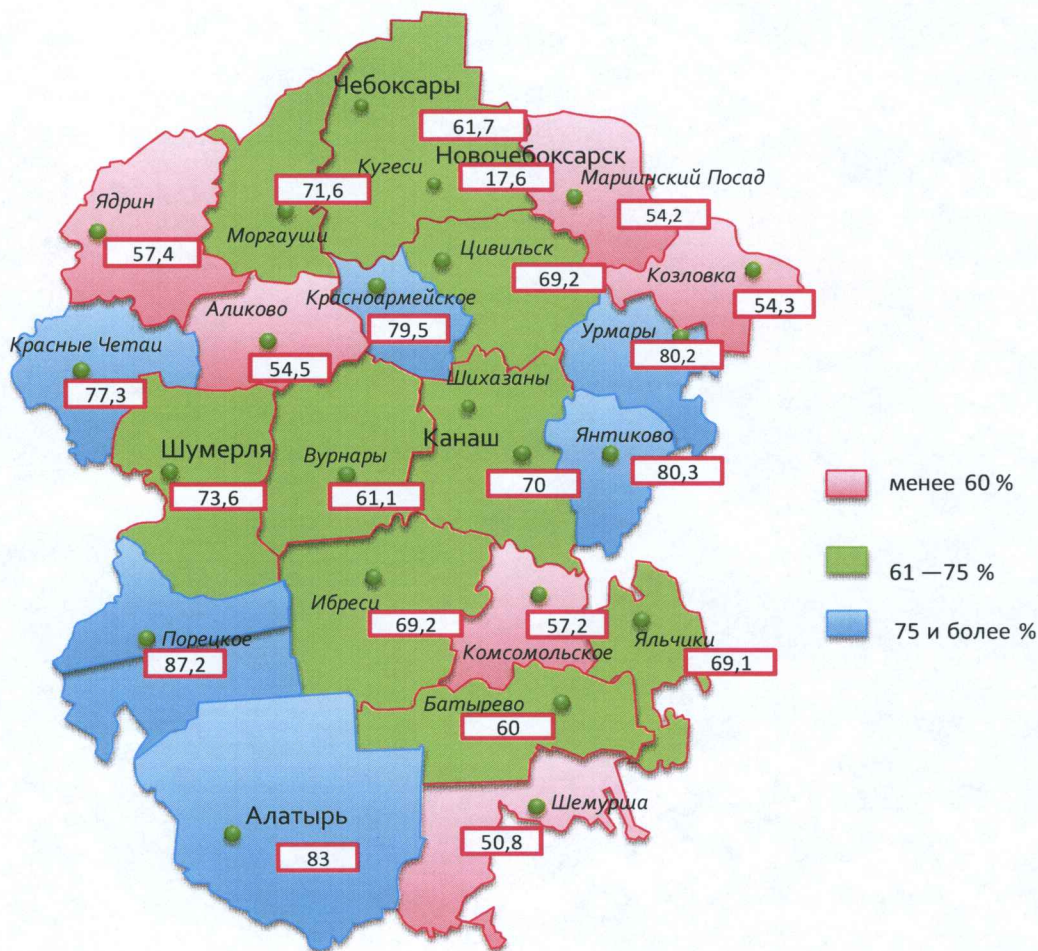 Чебоксары
61,7
Новочебоксарск
17,6
Кугеси
Мариинский Посад
54,2
71,6
Моргауши
Ядрин
57,4
Цивильск
69,2
Козловка
54,3
Красноармейское
79,5
Аликово
54,5
Урмары
80,2
Красные Четаи
77,3
Шихазаны
Канаш
70
Янтиково
80,3
Шумерля
73,6
Вурнары
61,1
менее 60 %
61 —75 %
75 и более %
Ибреси
69,2
57,2
Комсомольское
Яльчики
69,1
Порецкое
87,2
Батырево
60
Шемурша
50,8
Алатырь
83